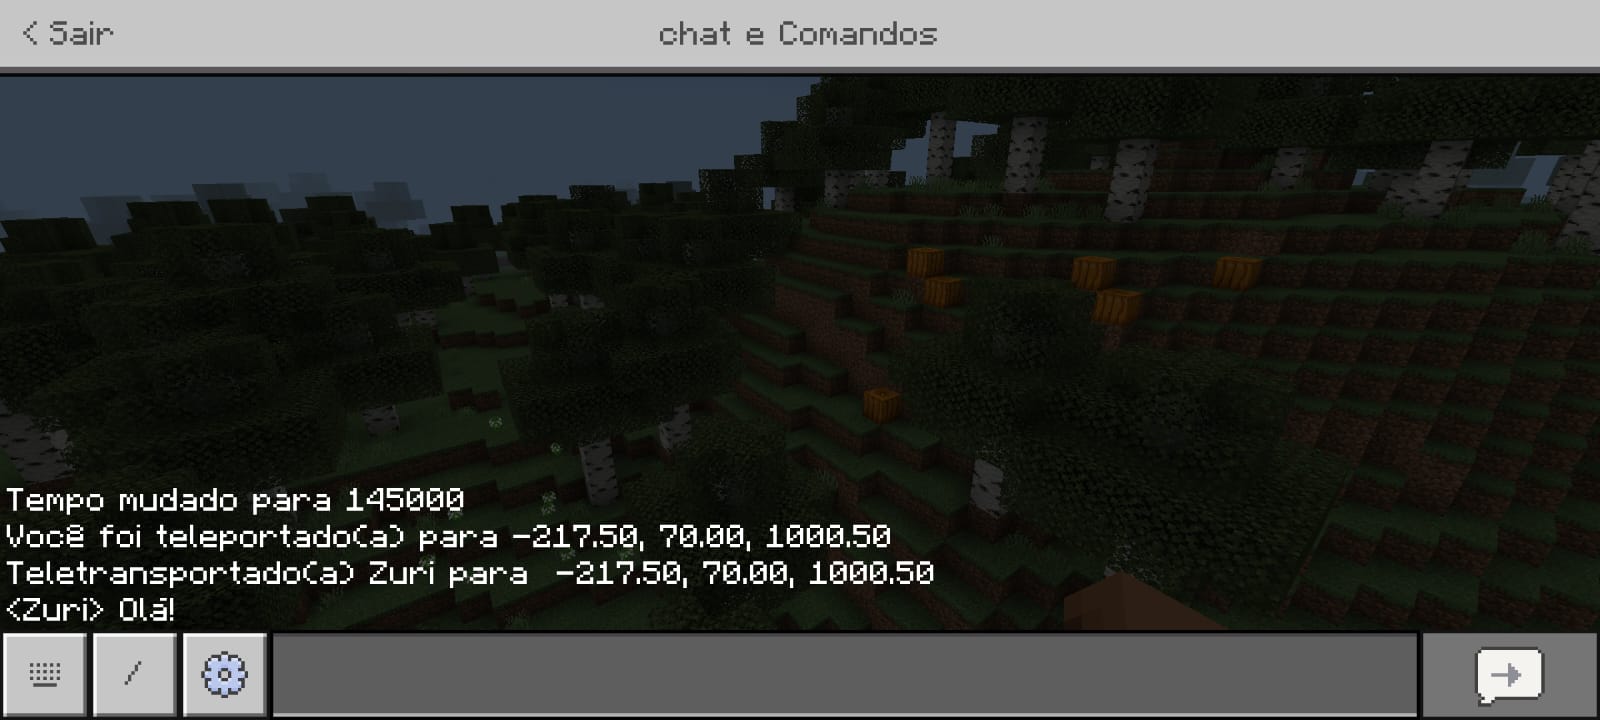 < Sair
chat e Comandos
Tempo mudado para 145000
Você foi teleportado(a) para -217.50, 70.00, 1000.50
Teletransportado(a) Zuri para -217.50, 70.00, 1000.50
<Zuri> Olá!
/